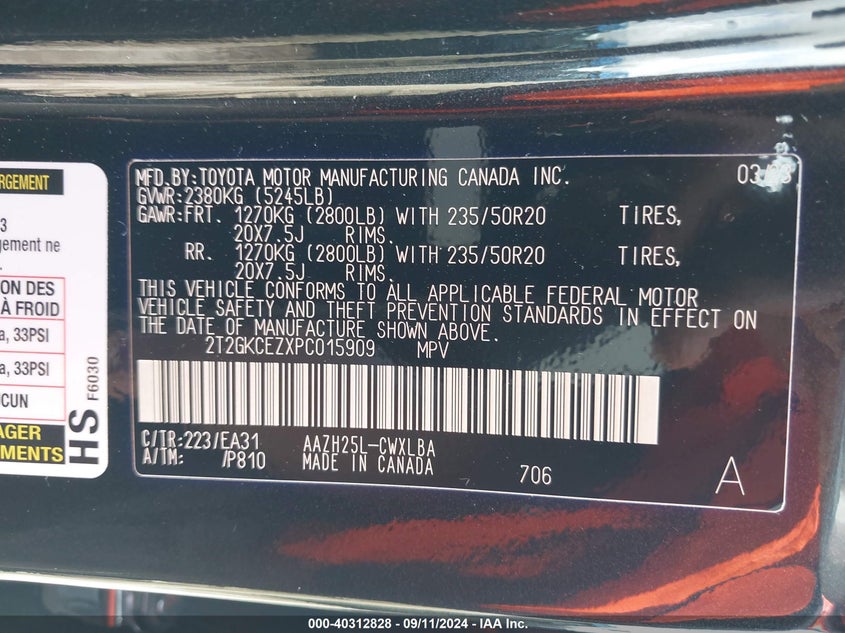 RGEMENT
3
gement ne
ION DES
À FROID
a, 33PSI
a, 33PSI
CUN
AGER
MENTS
HS
F6030
MFD.BY:TOYOTA MOTOR MANUFACTURING CANADA INC.
GVWR:2380KG (5245LB)
GAWR:FRT. 1270KG (2800LB) WITH 235/50R20 TIRES,
20X7.5J RIMS.
RR. 1270KG (2800LB) WITH 235/50R20 TIRES,
20X7.5J RIMS.
THIS VEHICLE CONFORMS TO ALL APPLICABLE FEDERAL MOTOR
VEHICLE SAFETY AND THEFT PREVENTION STANDARDS IN EFFECT ON
THE DATE OF MANUFACTURE SHOWN ABOVE.
2T2GKCEZXPC015909 MPV
C/TR:223/EA31 AAZH25L-CWXLBA
A/TM: /P810 MADE IN CANADA
706
A
000-40312828 - 09/11/2024 - IAA Inc.